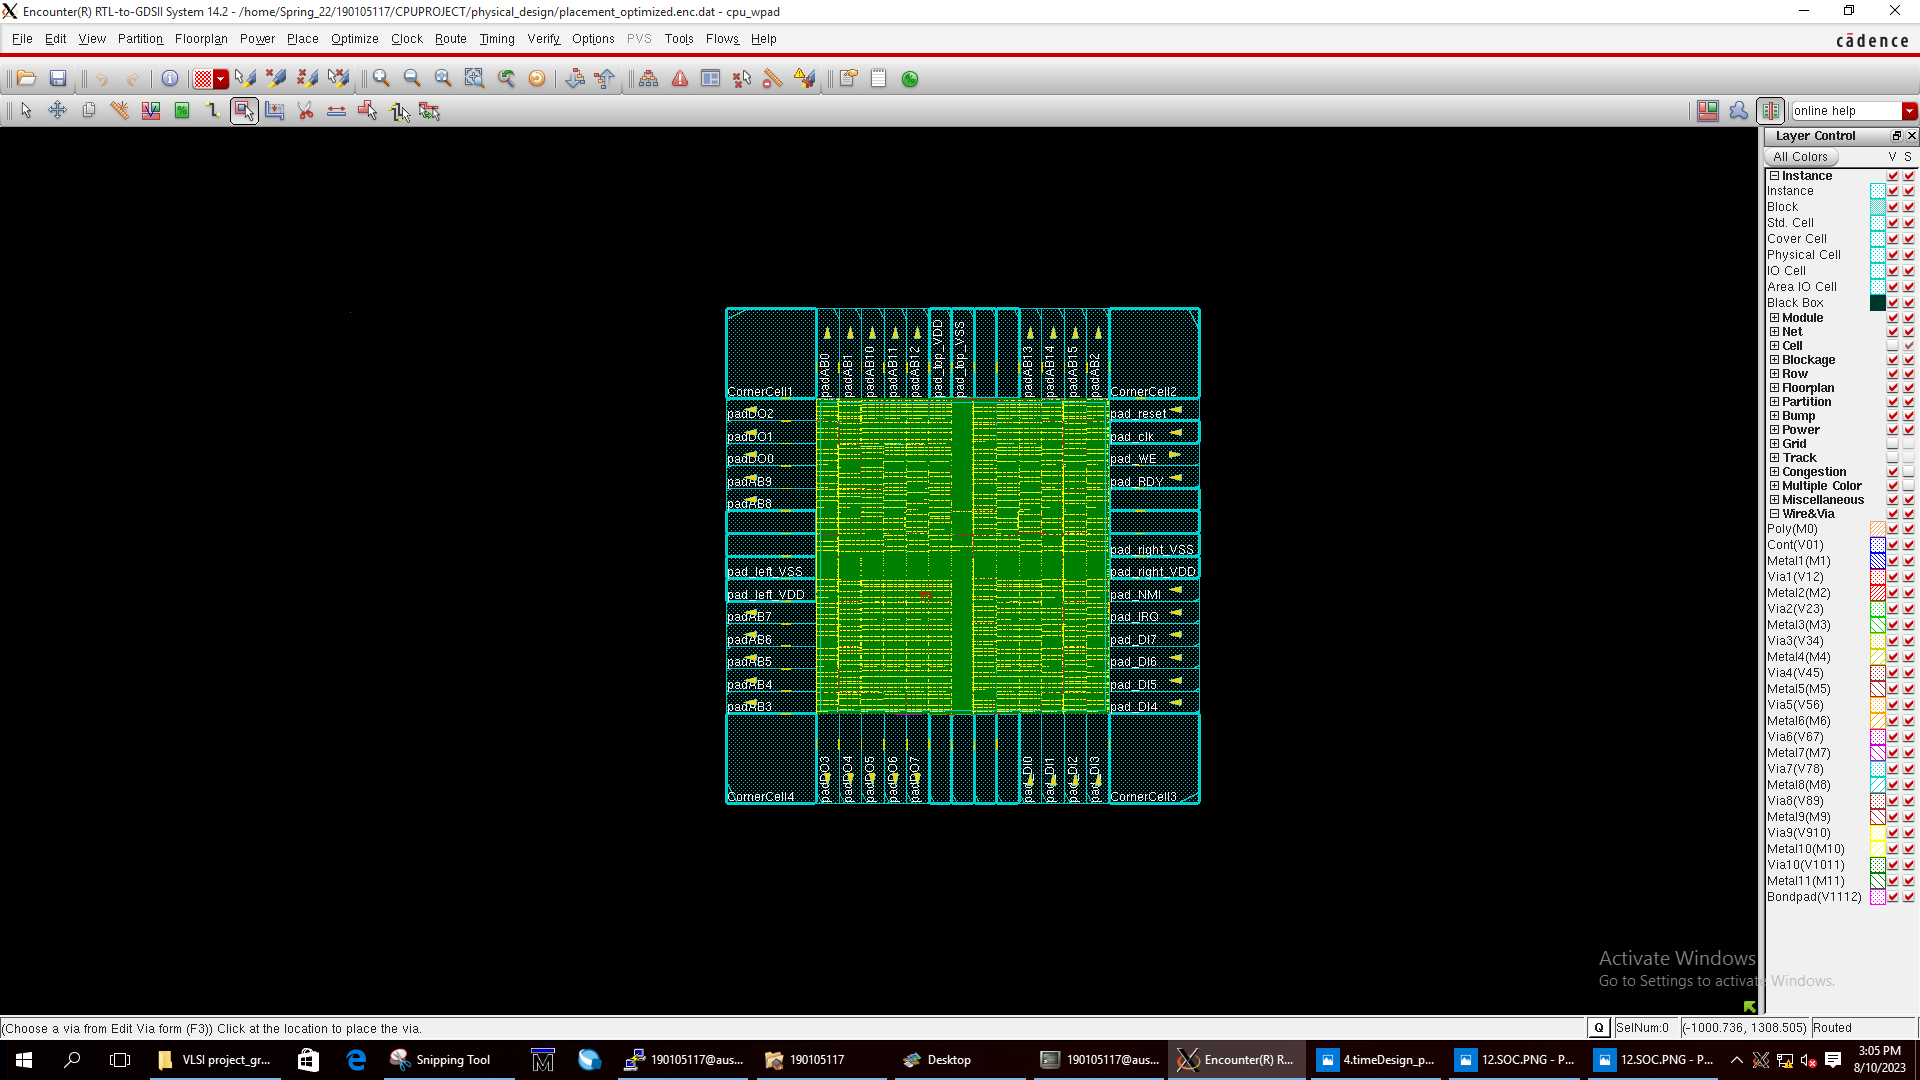 Encounter(R) RTL-to-GDSII System 14.2 - /home/Spring_22/190105117/CPUPROJECT/physical_design/placement_optimized.enc.dat - cpu_wpad
File Edit View Partition Floorplan Power Place Optimize Clock Route Timing Verify Options PVS Tools Flows Help
cādence
online help
Layer Control
All Colors V S
Instance
Instance
Block
Std. Cell
Cover Cell
Physical Cell
IO Cell
Area IO Cell
Black Box
Module
Net
Cell
Blockage
Row
Floorplan
Partition
Bump
Power
Grid
Track
Congestion
Multiple Color
Miscellaneous
Wire&Via
Poly(M0)
Cont(V01)
Metal1(M1)
Via1(V12)
Metal2(M2)
Via2(V23)
Metal3(M3)
Via3(V34)
Metal4(M4)
Via4(V45)
Metal5(M5)
Via5(V56)
Metal6(M6)
Via6(V67)
Metal7(M7)
Via7(V78)
Metal8(M8)
Via8(V89)
Metal9(M9)
Via9(V910)
Metal10(M10)
Via10(V1011)
Metal11(M11)
Bondpad(V1112)
CornerCell1
padAB0
padAB1
padAB10
padAB11
padAB12
pad_top_VDD
pad_top_VSS
padAB13
padAB14
padAB15
padAB2
CornerCell2
padDO2
padDO1
padDO0
padAB9
padAB8
pad_left_VSS
pad_left_VDD
padAB7
padAB6
padAB5
padAB4
padAB3
pad_reset
pad_clk
pad_WE
pad_RDY
pad_right_VSS
pad_right_VDD
pad_NMI
pad_IRQ
pad_DI7
pad_DI6
pad_DI5
pad_DI4
CornerCell4
padDO3
padDO4
padDO5
padDO6
padDO7
pad_DI0
pad_DI1
pad_DI2
pad_DI3
CornerCell3
Activate Windows
Go to Settings to activate Windows.
(Choose a via from Edit Via form (F3)) Click at the location to place the via.
Q SelNum:0 (-1000.736, 1308.505) Routed
VLSI project_gr... Snipping Tool 190105117@aus... 190105117 Desktop 190105117@aus... Encounter(R) R... 4.timeDesign_p... 12.SOC.PNG - P... 12.SOC.PNG - P...
3:05 PM
8/10/2023